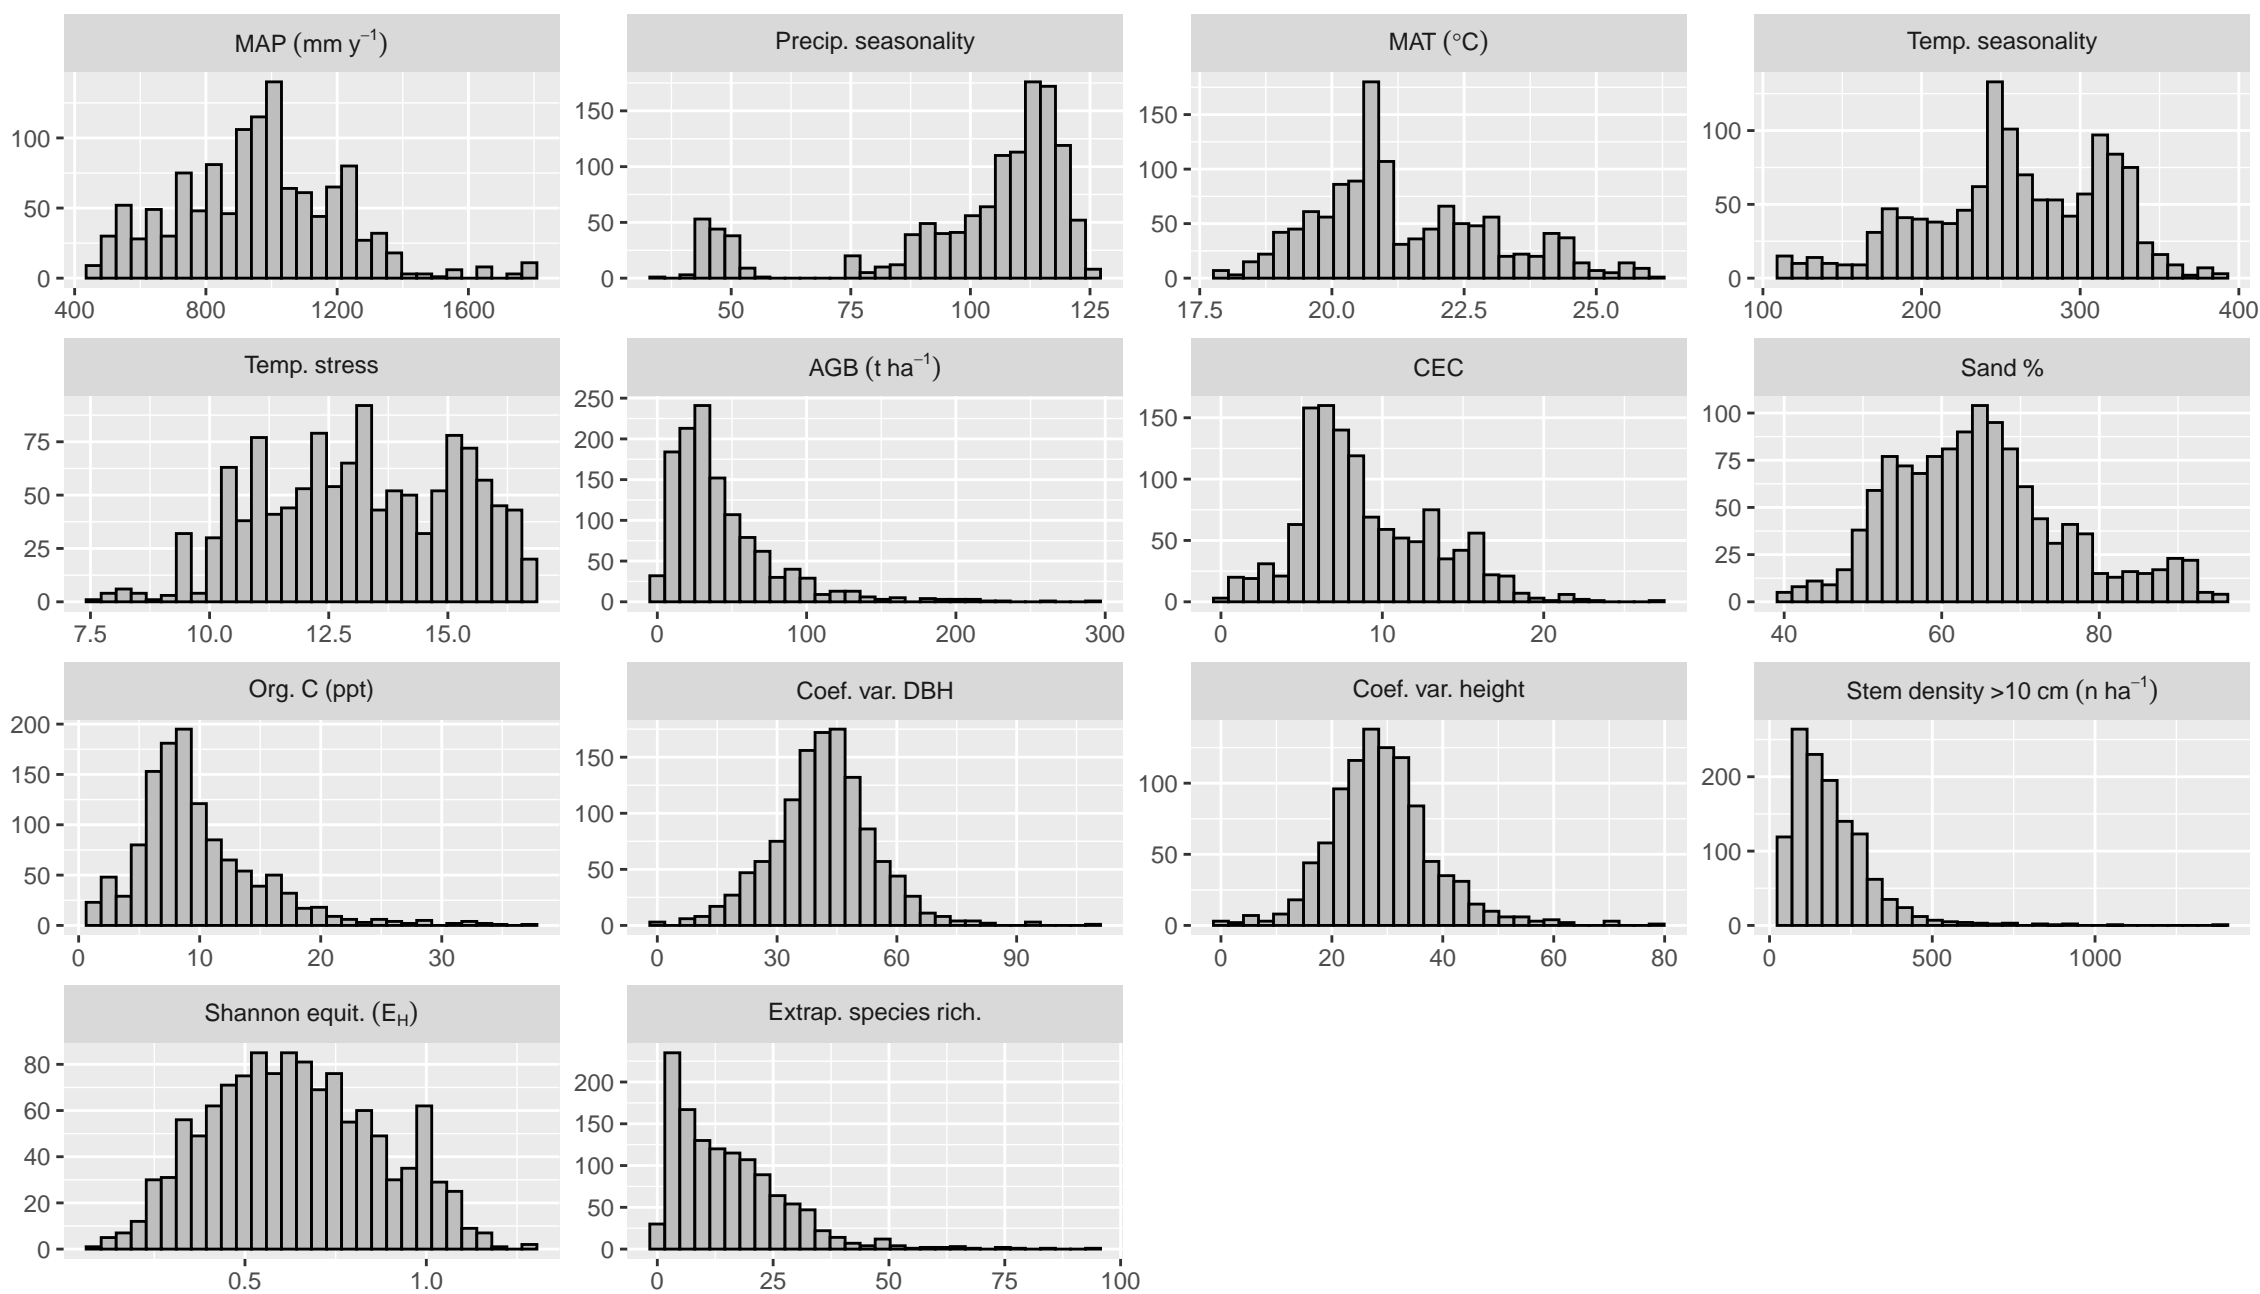 MAP (mm y⁻¹)
Precip. seasonality
MAT (°C)
Temp. seasonality
100
50
0
400 800 1200 1600
150
100
50
0
50 75 100 125
150
100
50
0
17.5 20.0 22.5 25.0
100
50
0
100 200 300 400
Temp. stress
AGB (t ha⁻¹)
CEC
Sand %
75
50
25
0
7.5 10.0 12.5 15.0
250
200
150
100
50
0
0 100 200 300
150
100
50
0
0 10 20
100
75
50
25
0
40 60 80
Org. C (ppt)
Coef. var. DBH
Coef. var. height
Stem density >10 cm (n ha⁻¹)
200
150
100
50
0
0 10 20 30
150
100
50
0
0 30 60 90
100
50
0
0 20 40 60 80
200
100
0
0 500 1000
Shannon equit. (E_H)
Extrap. species rich.
80
60
40
20
0
0.5 1.0
200
150
100
50
0
0 25 50 75 100